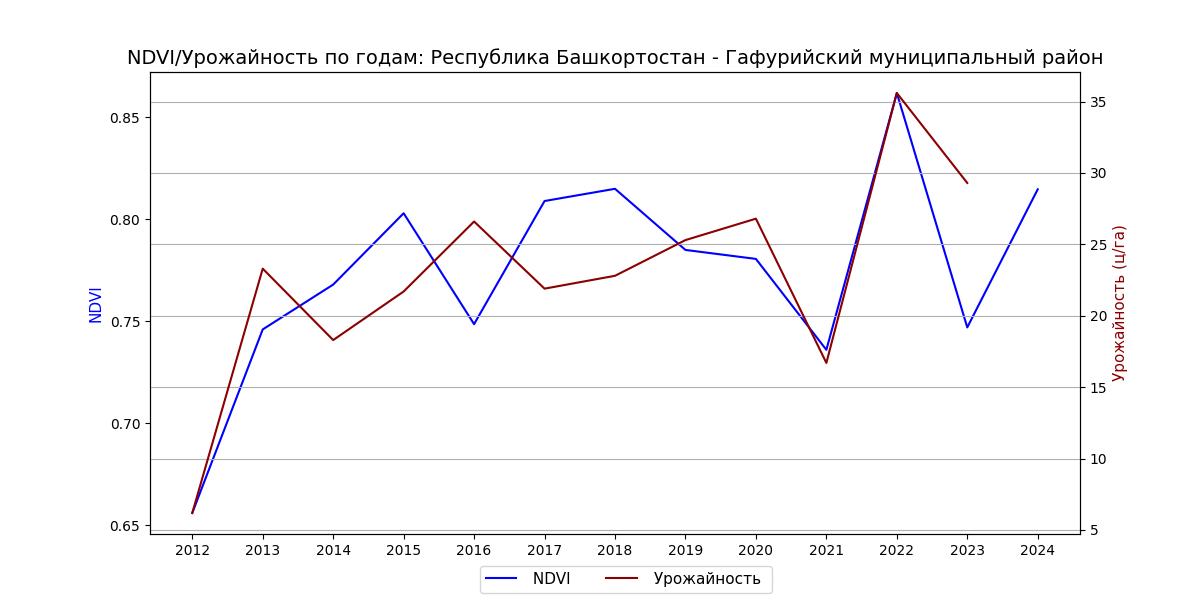 NDVI/Урожайность по годам: Республика Башкортостан - Гафурийский муниципальный район
0.85
0.80
0.75
0.70
0.65
NDVI
35
30
25
20
15
10
5
Урожайность (ц/га)
2012 2013 2014 2015 2016 2017 2018 2019 2020 2021 2022 2023 2024
NDVI Урожайность